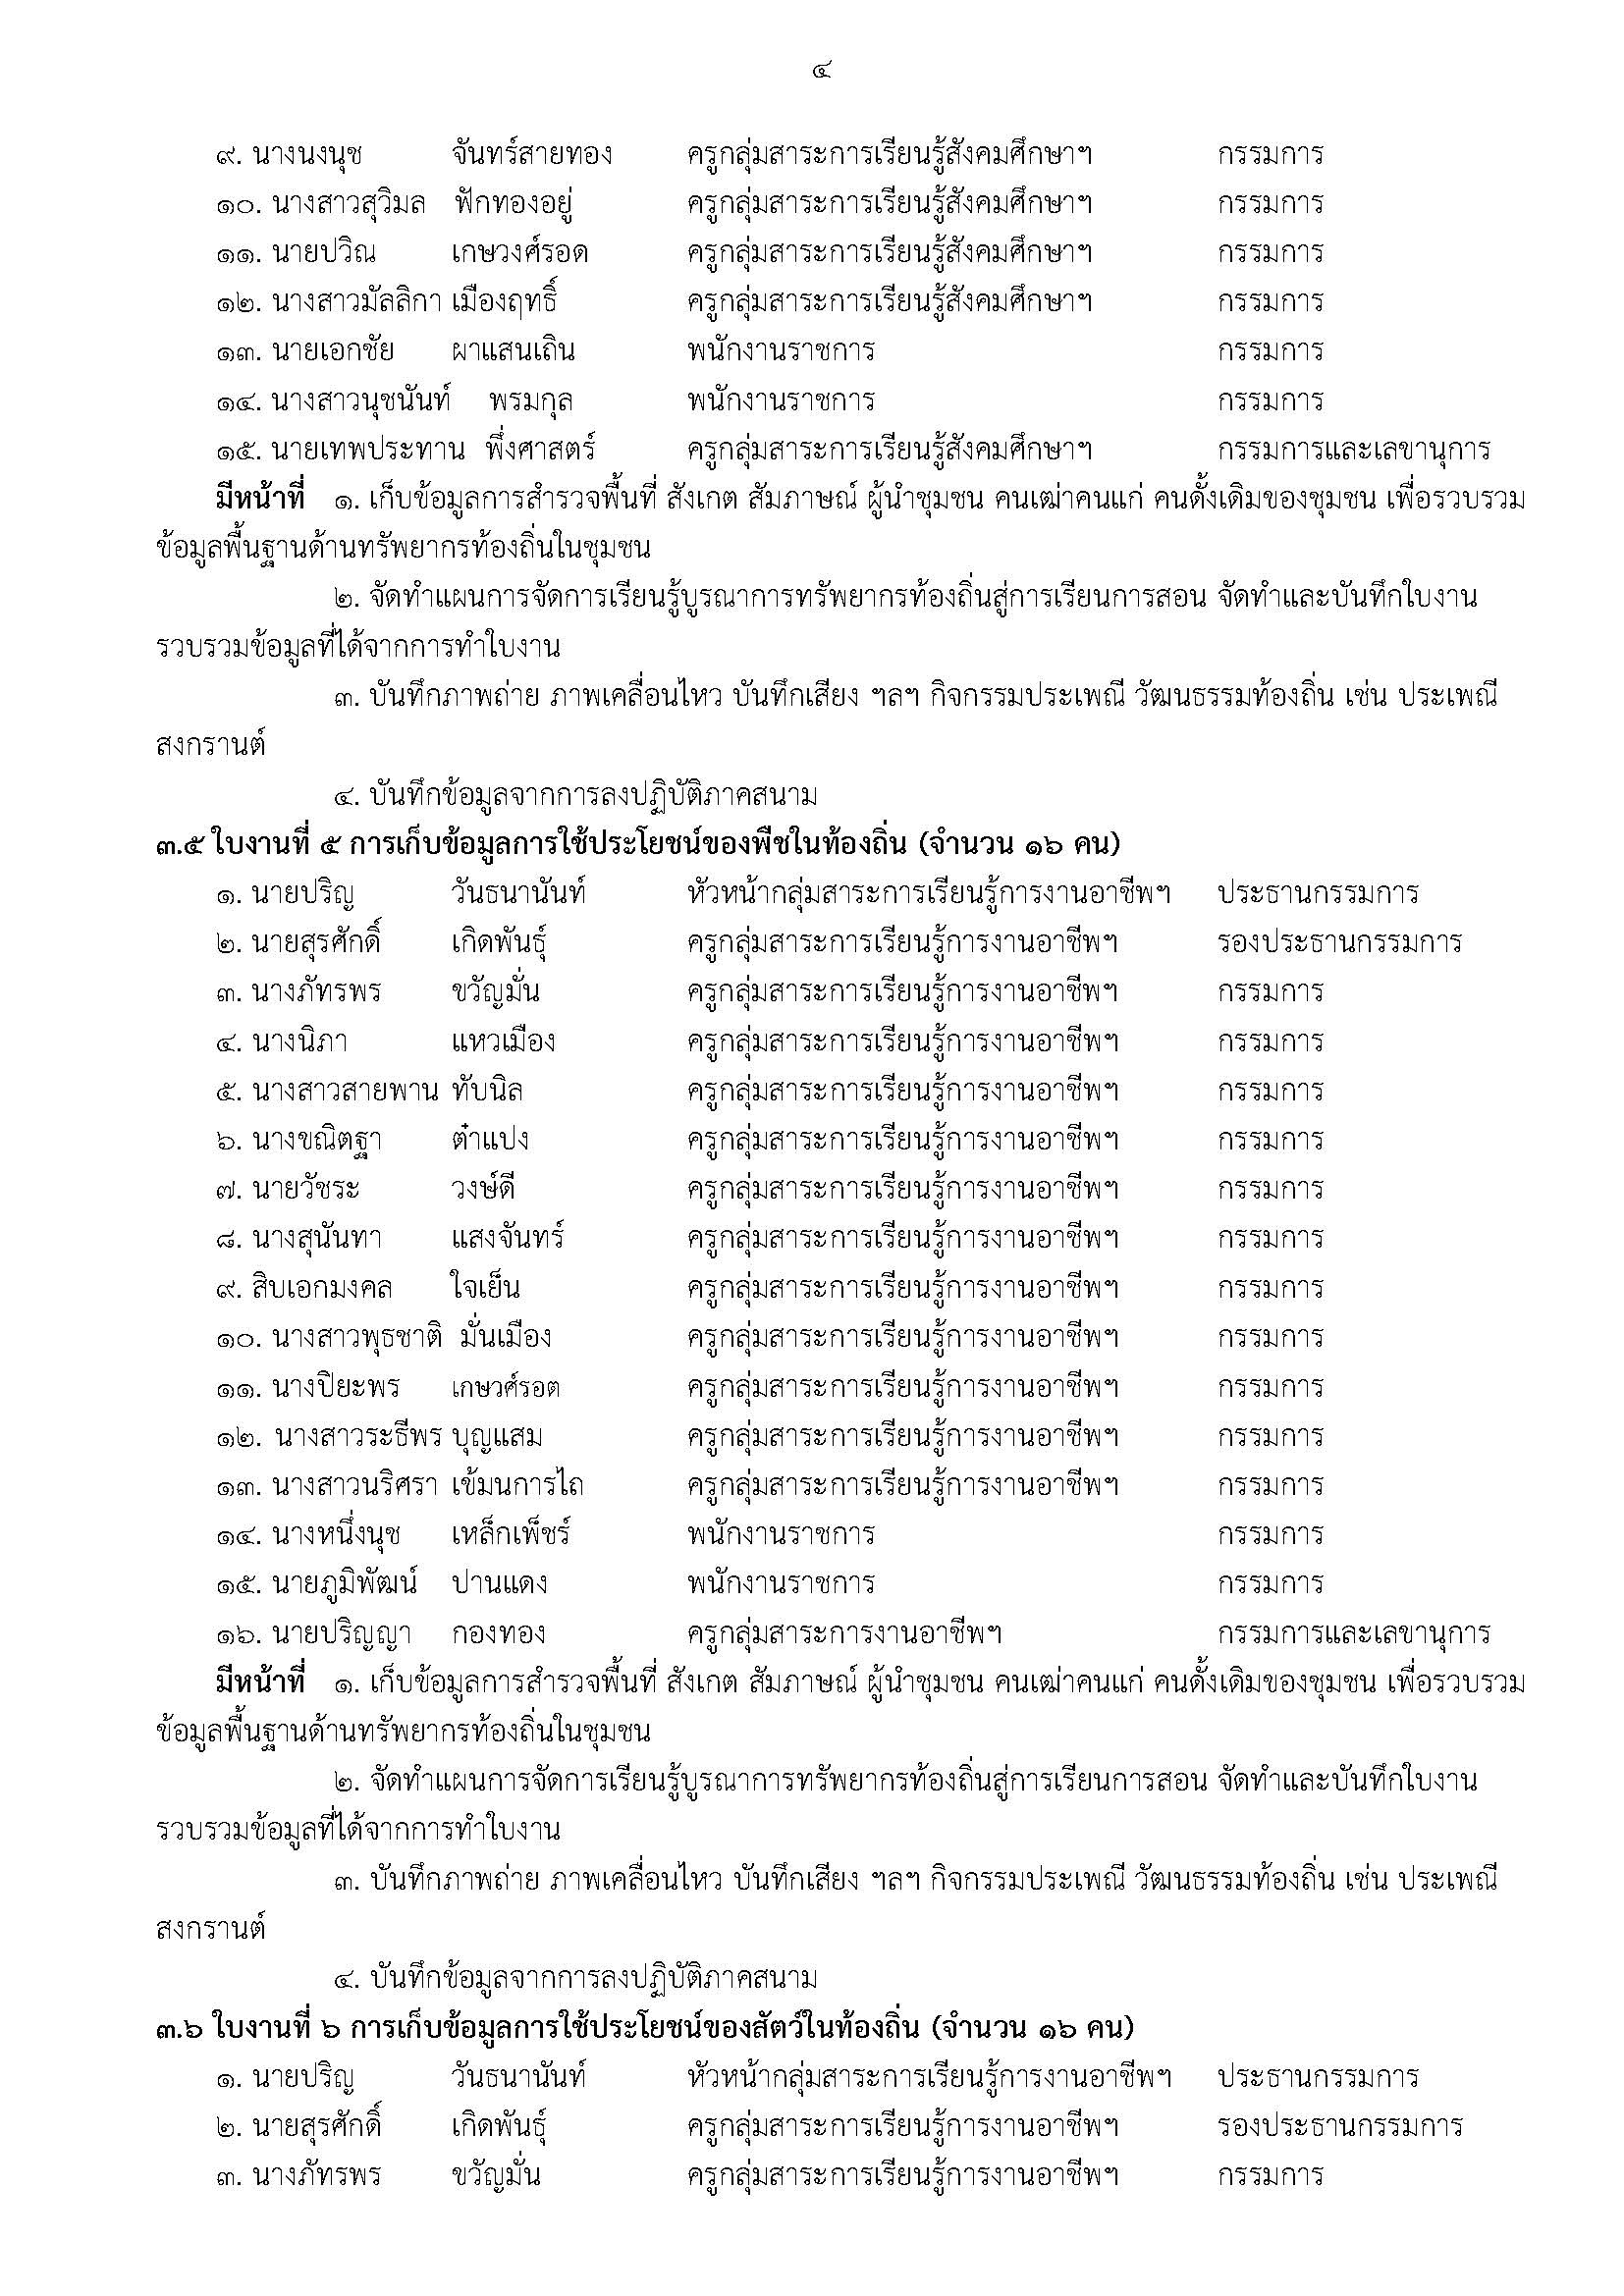 ๔
๙. นางนงนุช จันทร์สายทอง ครูกลุ่มสาระการเรียนรู้สังคมศึกษาฯ กรรมการ
๑๐. นางสาวสุวิมล ฟักทองอยู่ ครูกลุ่มสาระการเรียนรู้สังคมศึกษาฯ กรรมการ
๑๑. นายปวิณ เกษวงศ์รอด ครูกลุ่มสาระการเรียนรู้สังคมศึกษาฯ กรรมการ
๑๒. นางสาวมัลลิกา เมืองฤทธิ์ ครูกลุ่มสาระการเรียนรู้สังคมศึกษาฯ กรรมการ
๑๓. นายเอกชัย ผาแสนเถิน พนักงานราชการ กรรมการ
๑๔. นางสาวนุชนันท์ พรมกุล พนักงานราชการ กรรมการ
๑๕. นายเทพประทาน พึ่งศาสตร์ ครูกลุ่มสาระการเรียนรู้สังคมศึกษาฯ กรรมการและเลขานุการ
มีหน้าที่ ๑. เก็บข้อมูลการสำรวจพื้นที่ สังเกต สัมภาษณ์ ผู้นำชุมชน คนเฒ่าคนแก่ คนดั้งเดิมของชุมชน เพื่อรวบรวม
ข้อมูลพื้นฐานด้านทรัพยากรท้องถิ่นในชุมชน
๒. จัดทำแผนการจัดการเรียนรู้บูรณาการทรัพยากรท้องถิ่นสู่การเรียนการสอน จัดทำและบันทึกใบงาน
รวบรวมข้อมูลที่ได้จากการทำใบงาน
๓. บันทึกภาพถ่าย ภาพเคลื่อนไหว บันทึกเสียง ฯลฯ กิจกรรมประเพณี วัฒนธรรมท้องถิ่น เช่น ประเพณี
สงกรานต์
๔. บันทึกข้อมูลจากการลงปฏิบัติภาคสนาม
๓.๕ ใบงานที่ ๕ การเก็บข้อมูลการใช้ประโยชน์ของพืชในท้องถิ่น (จำนวน ๑๖ คน)
๑. นายปริญ วันธนานันท์ หัวหน้ากลุ่มสาระการเรียนรู้การงานอาชีพฯ ประธานกรรมการ
๒. นายสุรศักดิ์ เกิดพันธุ์ ครูกลุ่มสาระการเรียนรู้การงานอาชีพฯ รองประธานกรรมการ
๓. นางภัทรพร ขวัญมั่น ครูกลุ่มสาระการเรียนรู้การงานอาชีพฯ กรรมการ
๔. นางนิภา แหวเมือง ครูกลุ่มสาระการเรียนรู้การงานอาชีพฯ กรรมการ
๕. นางสาวสายพาน ทับนิล ครูกลุ่มสาระการเรียนรู้การงานอาชีพฯ กรรมการ
๖. นางขณิตฐา ต๋าแปง ครูกลุ่มสาระการเรียนรู้การงานอาชีพฯ กรรมการ
๗. นายวัชระ วงษ์ดี ครูกลุ่มสาระการเรียนรู้การงานอาชีพฯ กรรมการ
๘. นางสุนันทา แสงจันทร์ ครูกลุ่มสาระการเรียนรู้การงานอาชีพฯ กรรมการ
๙. สิบเอกมงคล ใจเย็น ครูกลุ่มสาระการเรียนรู้การงานอาชีพฯ กรรมการ
๑๐. นางสาวพุธชาติ มั่นเมือง ครูกลุ่มสาระการเรียนรู้การงานอาชีพฯ กรรมการ
๑๑. นางปิยะพร เกษวศ์รอต ครูกลุ่มสาระการเรียนรู้การงานอาชีพฯ กรรมการ
๑๒. นางสาวระธีพร บุญแสม ครูกลุ่มสาระการเรียนรู้การงานอาชีพฯ กรรมการ
๑๓. นางสาวนริศรา เข้มนการไถ ครูกลุ่มสาระการเรียนรู้การงานอาชีพฯ กรรมการ
๑๔. นางหนึ่งนุช เหล็กเพ็ชร์ พนักงานราชการ กรรมการ
๑๕. นายภูมิพัฒน์ ปานแดง พนักงานราชการ กรรมการ
๑๖. นายปริญญา กองทอง ครูกลุ่มสาระการงานอาชีพฯ กรรมการและเลขานุการ
มีหน้าที่ ๑. เก็บข้อมูลการสำรวจพื้นที่ สังเกต สัมภาษณ์ ผู้นำชุมชน คนเฒ่าคนแก่ คนดั้งเดิมของชุมชน เพื่อรวบรวม
ข้อมูลพื้นฐานด้านทรัพยากรท้องถิ่นในชุมชน
๒. จัดทำแผนการจัดการเรียนรู้บูรณาการทรัพยากรท้องถิ่นสู่การเรียนการสอน จัดทำและบันทึกใบงาน
รวบรวมข้อมูลที่ได้จากการทำใบงาน
๓. บันทึกภาพถ่าย ภาพเคลื่อนไหว บันทึกเสียง ฯลฯ กิจกรรมประเพณี วัฒนธรรมท้องถิ่น เช่น ประเพณี
สงกรานต์
๔. บันทึกข้อมูลจากการลงปฏิบัติภาคสนาม
๓.๖ ใบงานที่ ๖ การเก็บข้อมูลการใช้ประโยชน์ของสัตว์ในท้องถิ่น (จำนวน ๑๖ คน)
๑. นายปริญ วันธนานันท์ หัวหน้ากลุ่มสาระการเรียนรู้การงานอาชีพฯ ประธานกรรมการ
๒. นายสุรศักดิ์ เกิดพันธุ์ ครูกลุ่มสาระการเรียนรู้การงานอาชีพฯ รองประธานกรรมการ
๓. นางภัทรพร ขวัญมั่น ครูกลุ่มสาระการเรียนรู้การงานอาชีพฯ กรรมการ